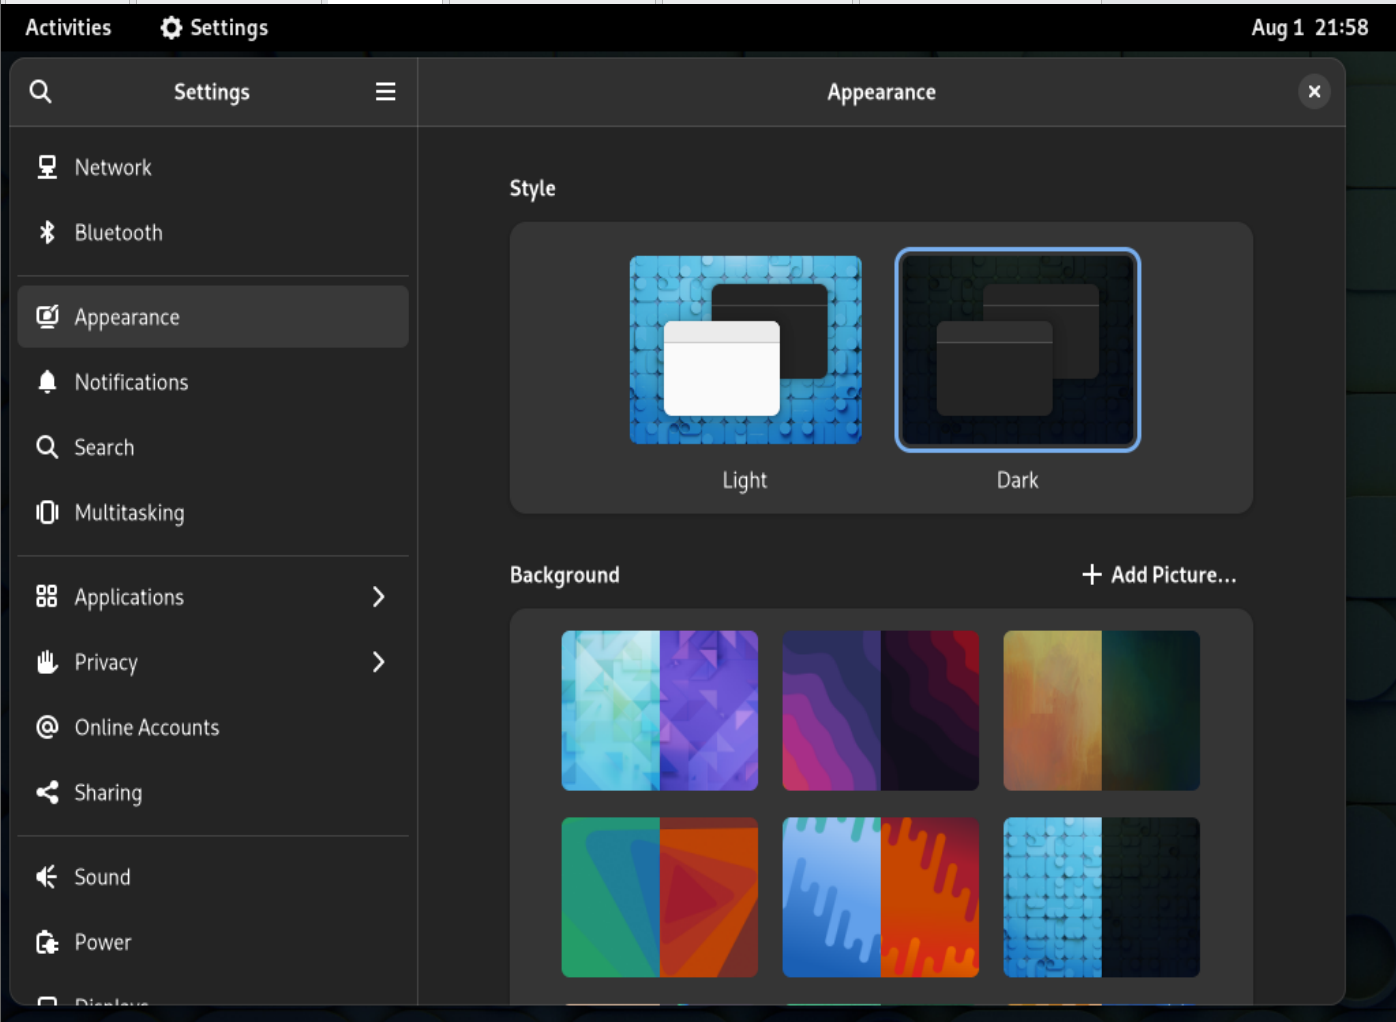 Activities
Settings
Aug 1 21:58
Settings
Appearance
Network
Bluetooth
Appearance
Notifications
Search
Multitasking
Applications
Privacy
Online Accounts
Sharing
Sound
Power
Displays
Style
Light
Dark
Background
Add Picture...